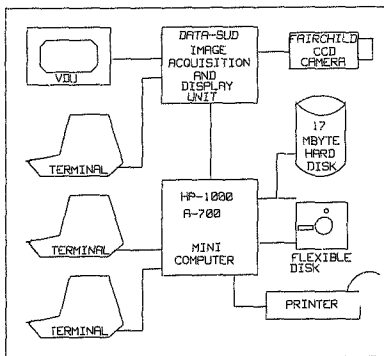 VDU
DATA-SUD
IMAGE
ACQUISITION
AND
DISPLAY
UNIT
FAIRCHILD
CCD
CAMERA
TERMINAL
17
MBYTE
HARD
DISK
HP-1000
A-700
MINI
COMPUTER
TERMINAL
FLEXIBLE
DISK
PRINTER
TERMINAL